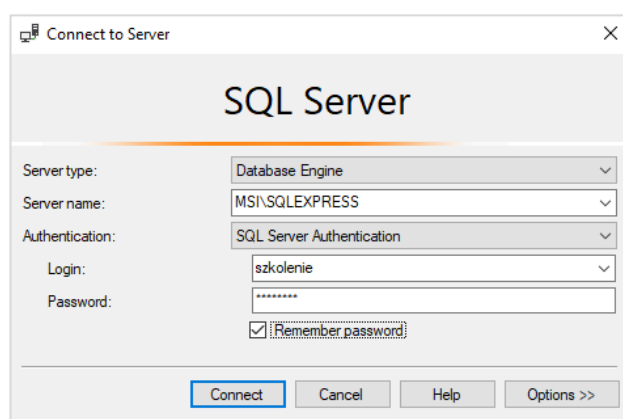 Connect to Server
SQL Server
Server type: Database Engine
Server name: MSI\SQLEXPRESS
Authentication: SQL Server Authentication
Login: szkolenie
Password: ********
Remember password
Connect Cancel Help Options >>